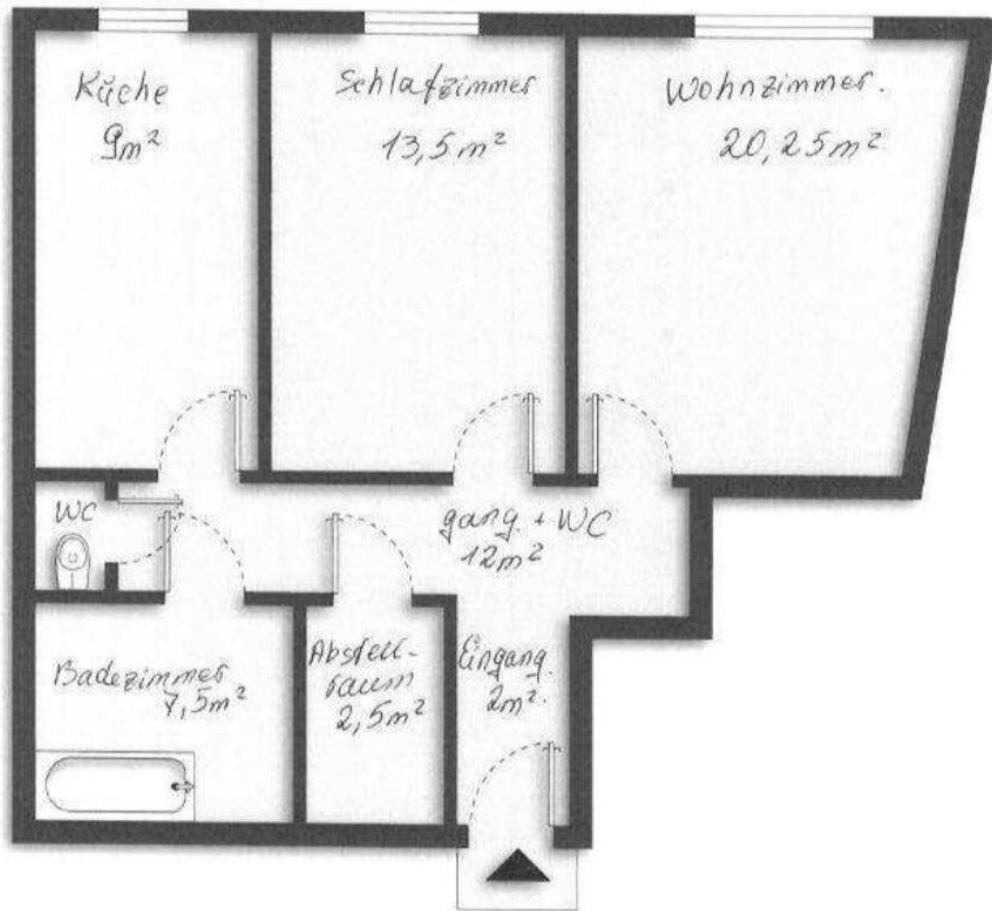 Küche
9m²
Schlafzimmer
13,5m²
Wohnzimmer.
20,25m²
WC
gang + WC
12m²
Badezimmer
7,5m²
Abstell-
raum
2,5m²
Eingang.
2m².